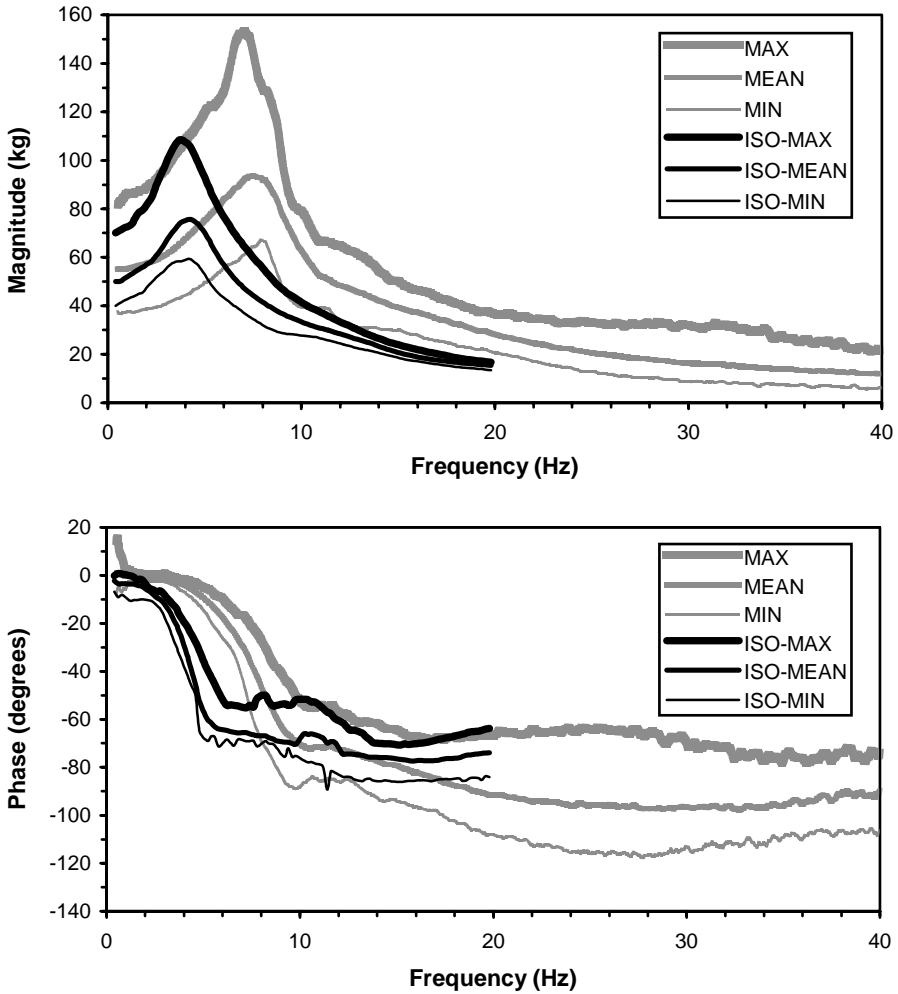 160
140
120
100
80
60
40
20
0
Magnitude (kg)
MAX
MEAN
MIN
ISO-MAX
ISO-MEAN
ISO-MIN
0 10 20 30 40
Frequency (Hz)
20
0
-20
-40
-60
-80
-100
-120
-140
Phase (degrees)
MAX
MEAN
MIN
ISO-MAX
ISO-MEAN
ISO-MIN
0 10 20 30 40
Frequency (Hz)